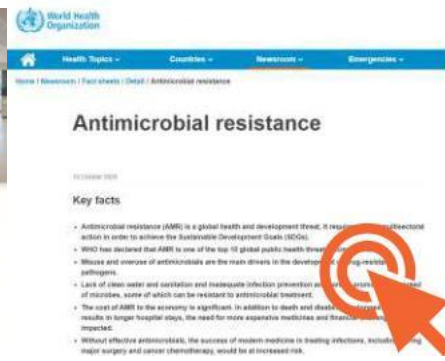 World Health
Organization
Health Topics
Countries
Newsroom
Emergencies
Home / Newsroom / Fact sheets / Detail / Antimicrobial resistance
Antimicrobial resistance
Key facts
Antimicrobial resistance (AMR) is a global health and development threat. It multisectoral
action in order to achieve the Sustainable Development Goals (SDGs).
WHO has declared that AMR is one of the top 10 global public health
Misuse and overuse of antimicrobials are the main drivers in the
pathogens.
Lack of clean water and sanitation and inadequate infection prevention
of microbes, some of which can be resistant to antimicrobial treatment.
The cost of AMR to the economy is significant. In addition to death and
results in longer hospital stays, the need for more expensive medicines and
impacted.
Without effective antimicrobials, the success of modern medicine in treating infections,
major surgery and cancer chemotherapy, would be at increased risk.